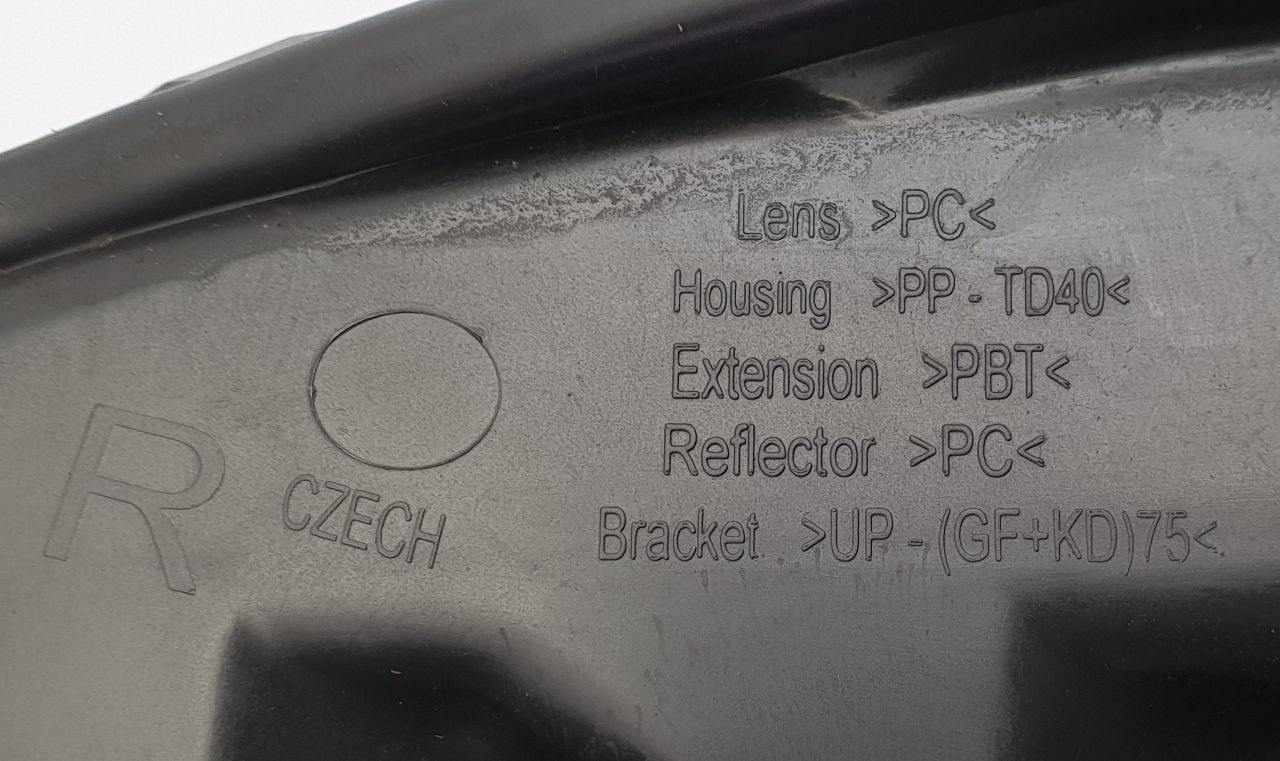 Lens >PC<
Housing >PP - TD40<
Extension >PBT<
Reflector >PC<
Bracket >UP - (GF+KD)75<
R
CZECH